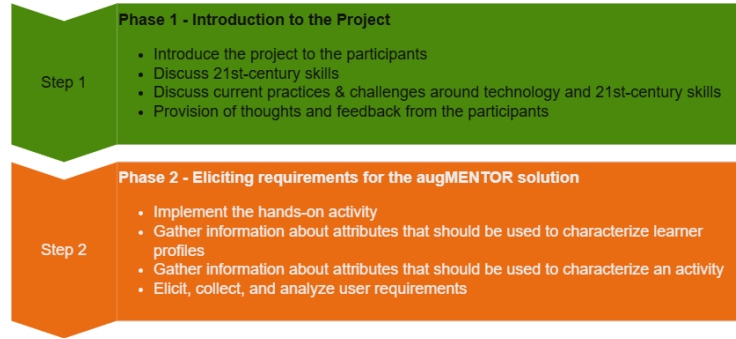 Step 1
Phase 1 - Introduction to the Project
• Introduce the project to the participants
• Discuss 21st-century skills
• Discuss current practices & challenges around technology and 21st-century skills
• Provision of thoughts and feedback from the participants
Step 2
Phase 2 - Eliciting requirements for the augMENTOR solution
• Implement the hands-on activity
• Gather information about attributes that should be used to characterize learner
profiles
• Gather information about attributes that should be used to characterize an activity
• Elicit, collect, and analyze user requirements